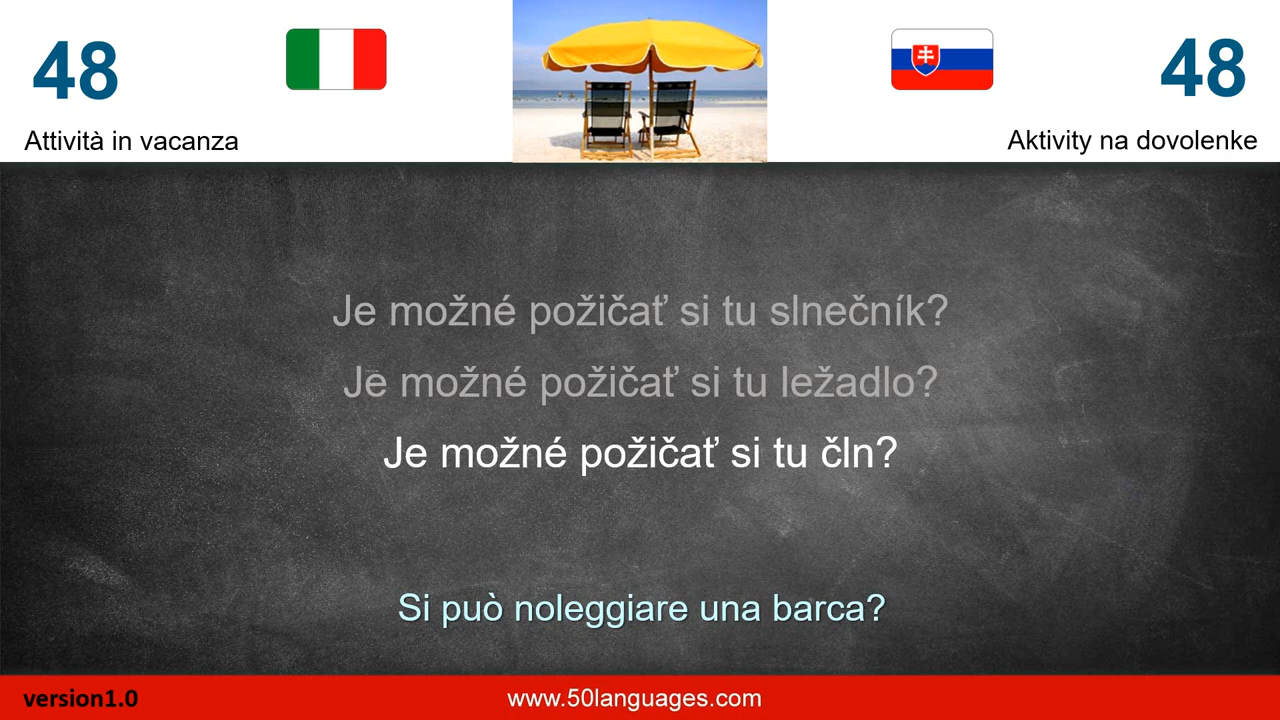 48
48
Attività in vacanza
Aktivity na dovolenke
Je možné požičať si tu slnečník?
Je možné požičať si tu ležadlo?
Je možné požičať si tu čln?
Si può noleggiare una barca?
version1.0
www.50languages.com